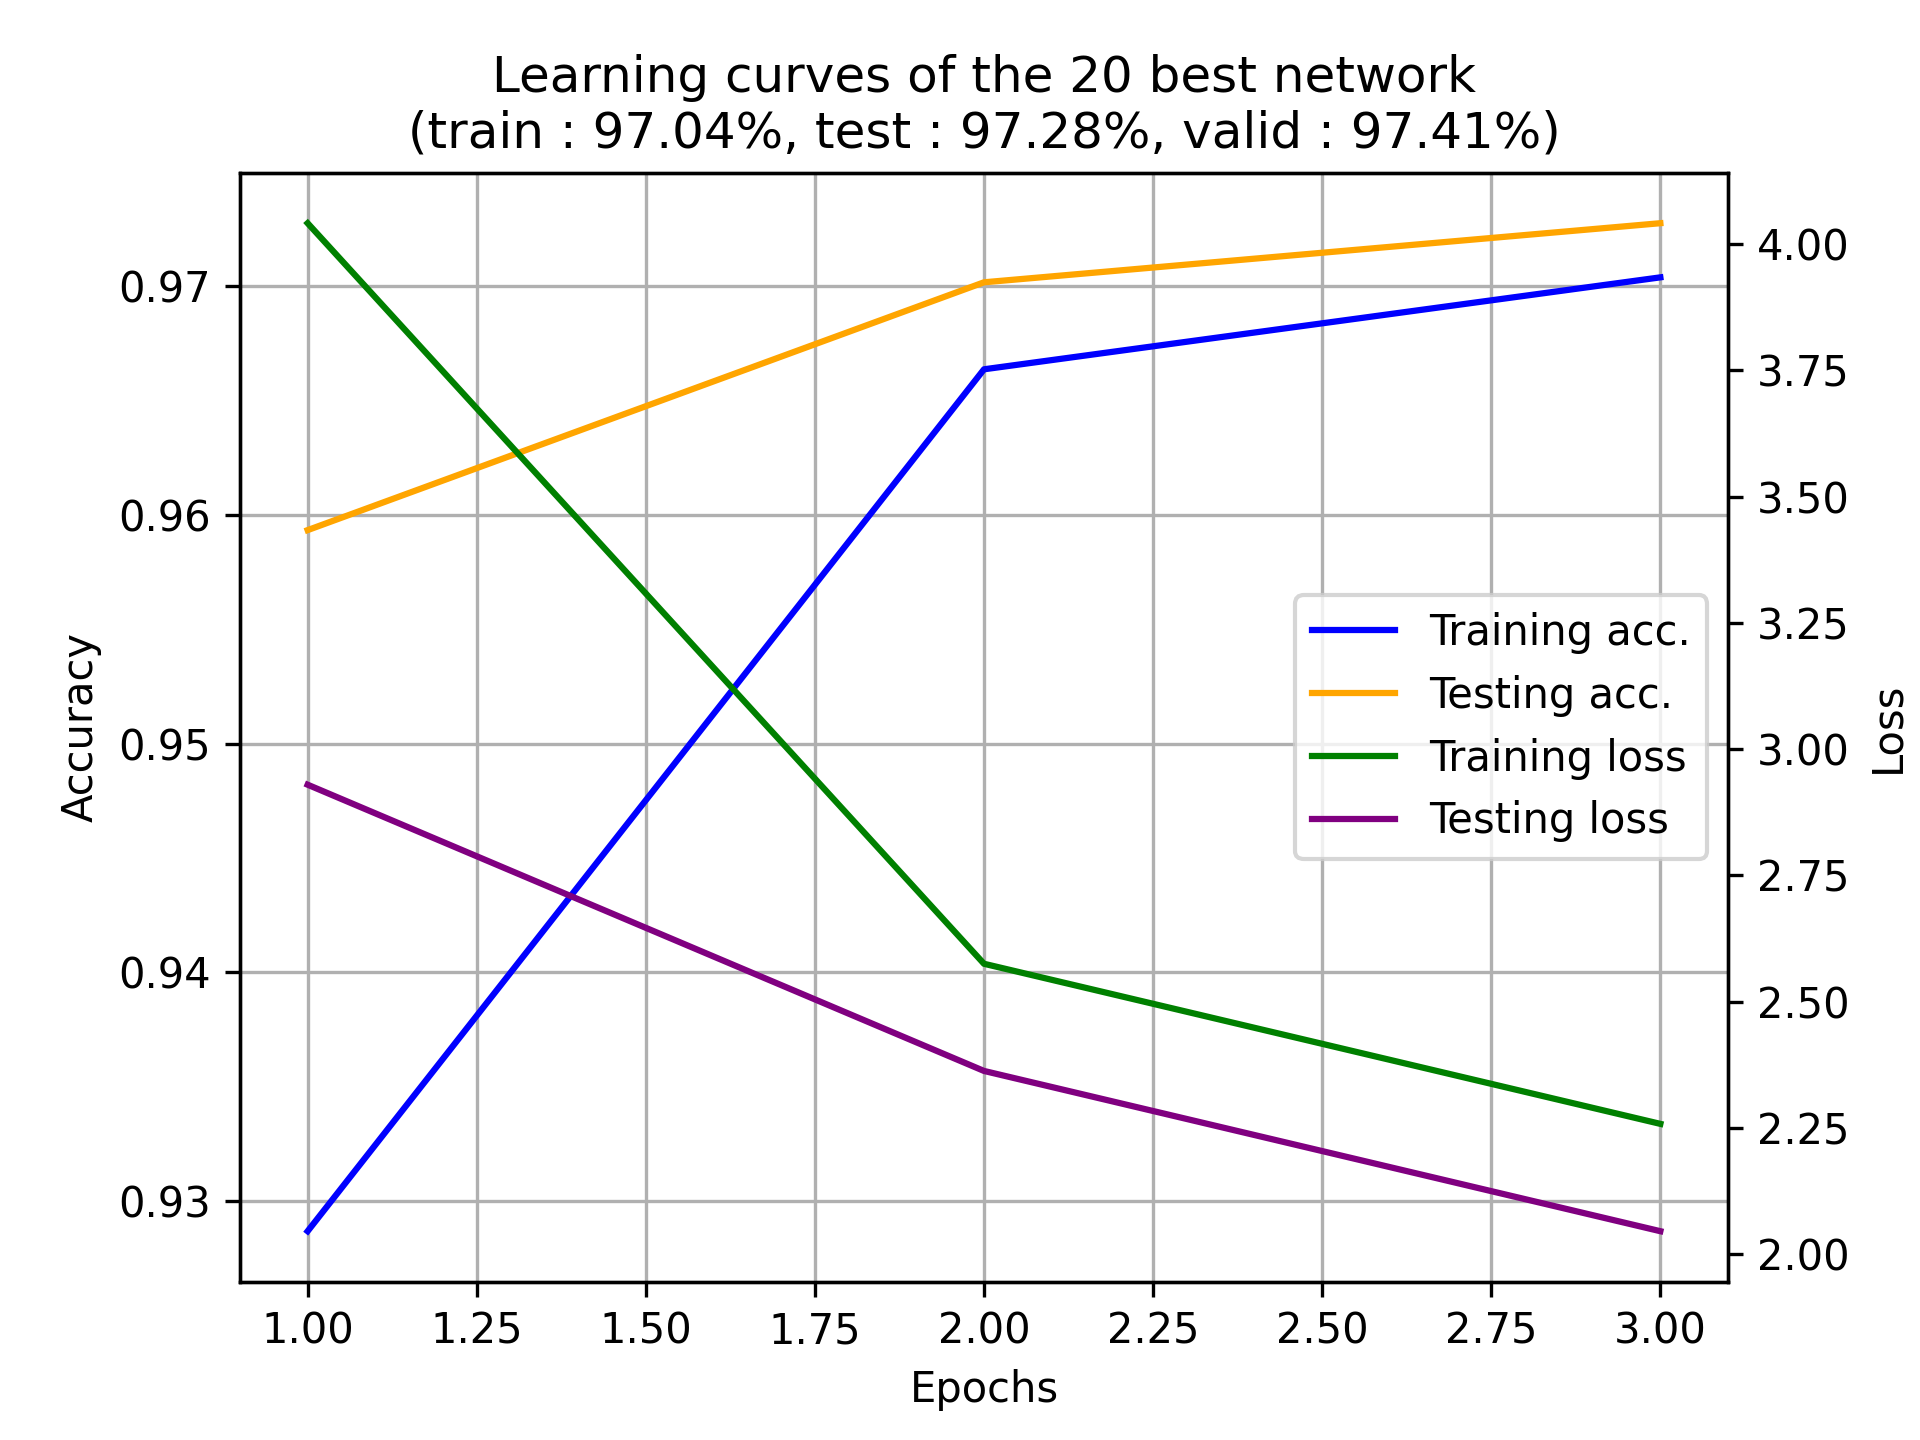 Learning curves of the 20 best network
(train : 97.04%, test : 97.28%, valid : 97.41%)
0.97
0.96
0.95
0.94
0.93
Accuracy
4.00
3.75
3.50
3.25
3.00
2.75
2.50
2.25
2.00
Loss
Training acc.
Testing acc.
Training loss
Testing loss
1.00 1.25 1.50 1.75 2.00 2.25 2.50 2.75 3.00
Epochs